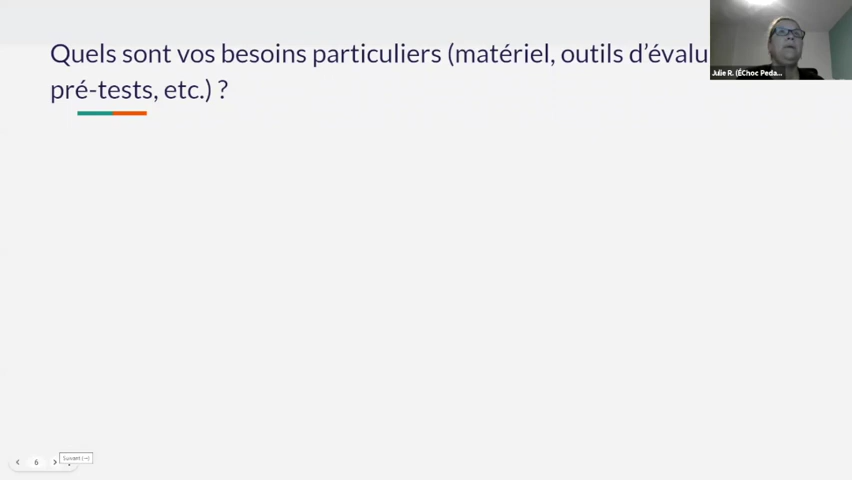 Quels sont vos besoins particuliers (matériel, outils d’évalu
pré-tests, etc.) ?
Julie R. (ÉChoc Peda...
6
Suivant (→)